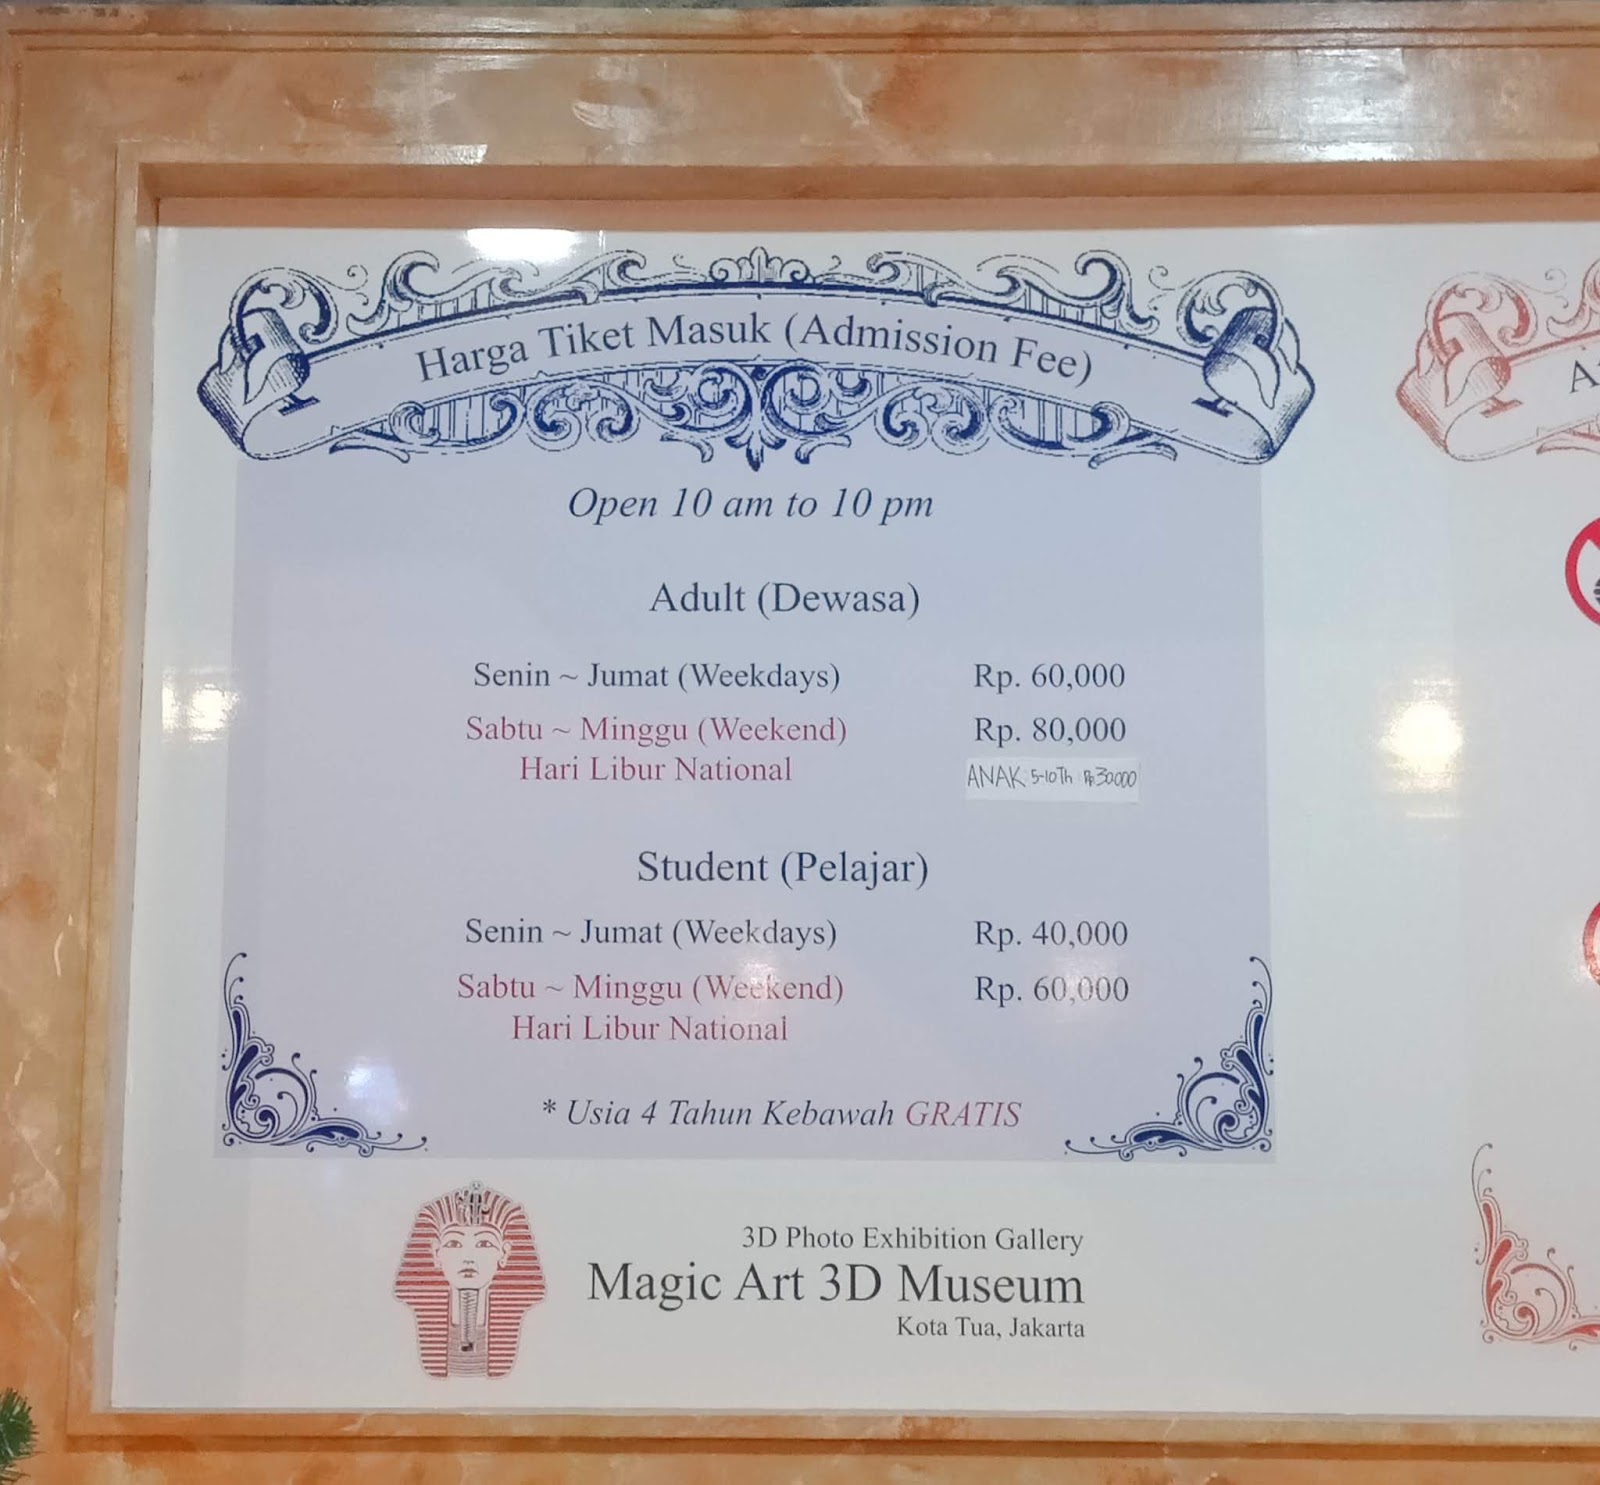 Harga Tiket Masuk (Admission Fee)
Open 10 am to 10 pm
Adult (Dewasa)
Senin ~ Jumat (Weekdays) Rp. 60,000
Sabtu ~ Minggu (Weekend) Rp. 80,000
Hari Libur National ANAK: 5-10Th Rp 30000
Student (Pelajar)
Senin ~ Jumat (Weekdays) Rp. 40,000
Sabtu ~ Minggu (Weekend) Rp. 60,000
Hari Libur National
* Usia 4 Tahun Kebawah GRATIS
3D Photo Exhibition Gallery
Magic Art 3D Museum
Kota Tua, Jakarta